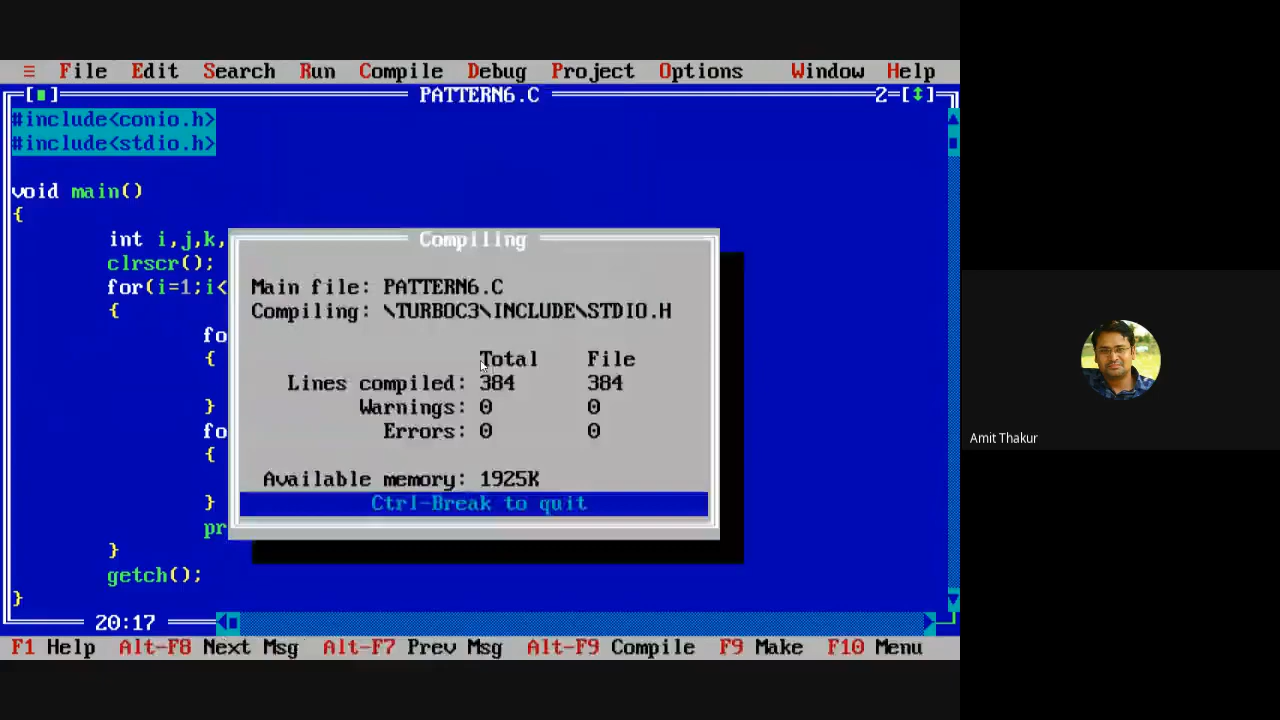 ≡ File Edit Search Run Compile Debug Project Options Window Help
[■] PATTERN6.C 2=[↕]
#include<conio.h>
#include<stdio.h>
void main()
{
int i,j,k,
clrscr();
for(i=1;i<
{
fo
{
}
fo
{
}
pr
}
getch();
}
Compiling
Main file: PATTERN6.C
Compiling: \TURBOC3\INCLUDE\STDIO.H
Total File
Lines compiled: 384 384
Warnings: 0 0
Errors: 0 0
Available memory: 1925K
Ctrl-Break to quit
20:17
F1 Help Alt-F8 Next Msg Alt-F7 Prev Msg Alt-F9 Compile F9 Make F10 Menu
Amit Thakur